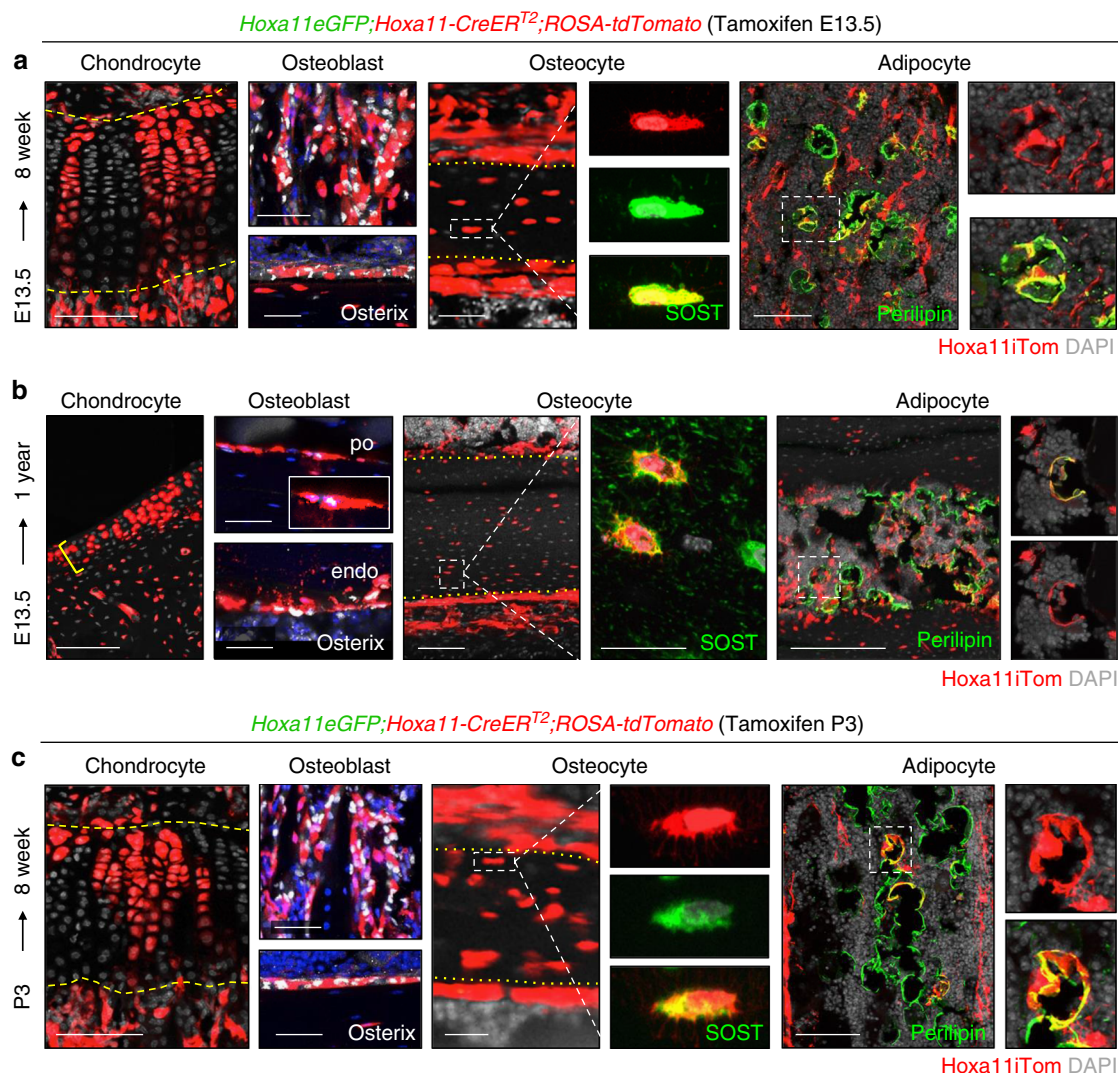 Hoxa11eGFP;Hoxa11-CreERT2;ROSA-tdTomato (Tamoxifen E13.5)
a
Chondrocyte Osteoblast Osteocyte Adipocyte
E13.5 → 8 week
Osterix SOST Perilipin
Hoxa11iTom DAPI
b
Chondrocyte Osteoblast Osteocyte Adipocyte
E13.5 → 1 year
po
endo
Osterix SOST Perilipin
Hoxa11iTom DAPI
Hoxa11eGFP;Hoxa11-CreERT2;ROSA-tdTomato (Tamoxifen P3)
c
Chondrocyte Osteoblast Osteocyte Adipocyte
P3 → 8 week
Osterix SOST Perilipin
Hoxa11iTom DAPI